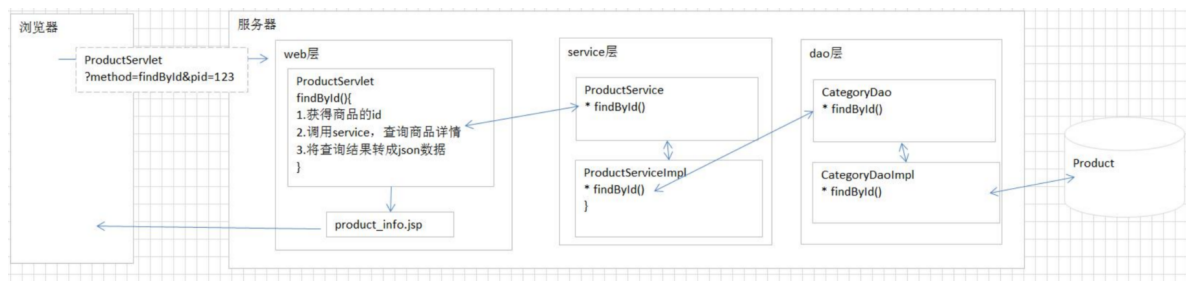 浏览器
服务器
ProductServlet
?method=findById&pid=123
web层
ProductServlet
findById(){
1.获得商品的id
2.调用service，查询商品详情
3.将查询结果转成json数据
}
product_info.jsp
service层
ProductService
* findById()
ProductServiceImpl
* findById()
}
dao层
CategoryDao
* findById()
CategoryDaoImpl
* findById()
Product